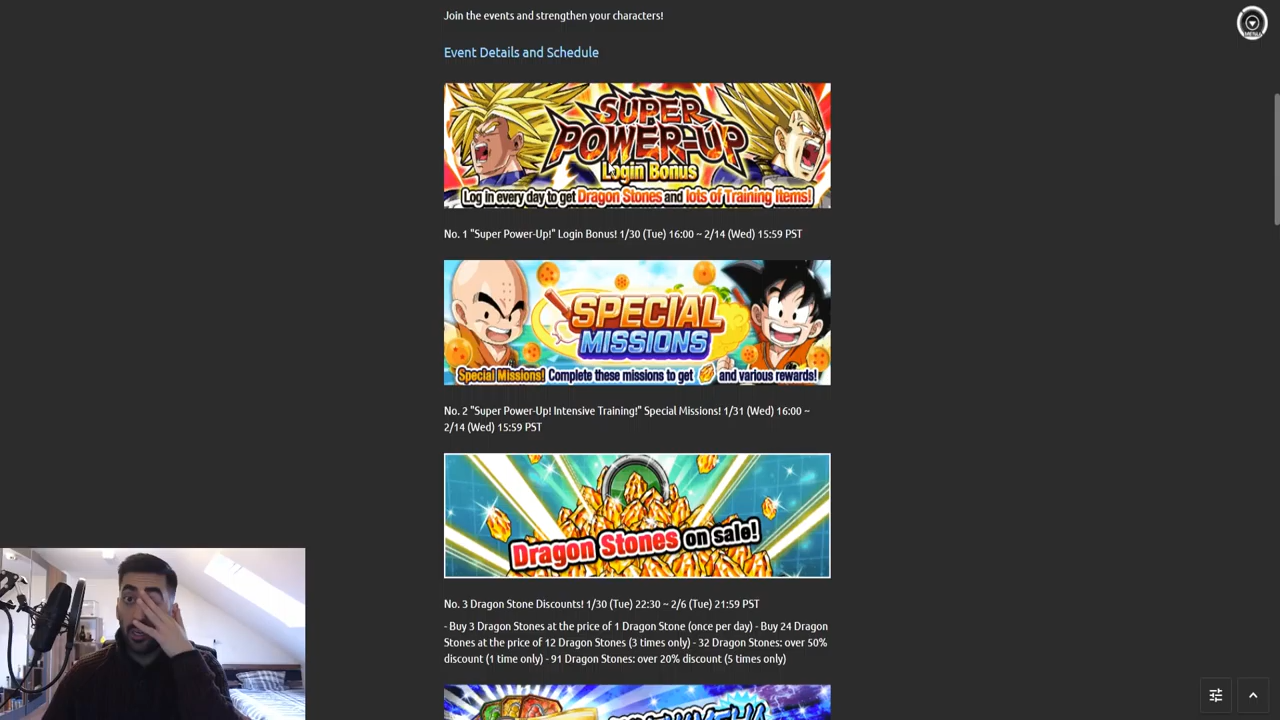 Join the events and strengthen your characters!
MENU
Event Details and Schedule
SUPER
POWER-UP
Login Bonus
Log in every day to get Dragon Stones and lots of Training Items!
No. 1 "Super Power-Up!" Login Bonus! 1/30 (Tue) 16:00 ~ 2/14 (Wed) 15:59 PST
SPECIAL
MISSIONS
Special Missions! Complete these missions to get and various rewards!
No. 2 "Super Power-Up! Intensive Training!" Special Missions! 1/31 (Wed) 16:00 ~
2/14 (Wed) 15:59 PST
Dragon Stones on sale!
No. 3 Dragon Stone Discounts! 1/30 (Tue) 22:30 ~ 2/6 (Tue) 21:59 PST
- Buy 3 Dragon Stones at the price of 1 Dragon Stone (once per day) - Buy 24 Dragon
Stones at the price of 12 Dragon Stones (3 times only) - 32 Dragon Stones: over 50%
discount (1 time only) - 91 Dragon Stones: over 20% discount (5 times only)